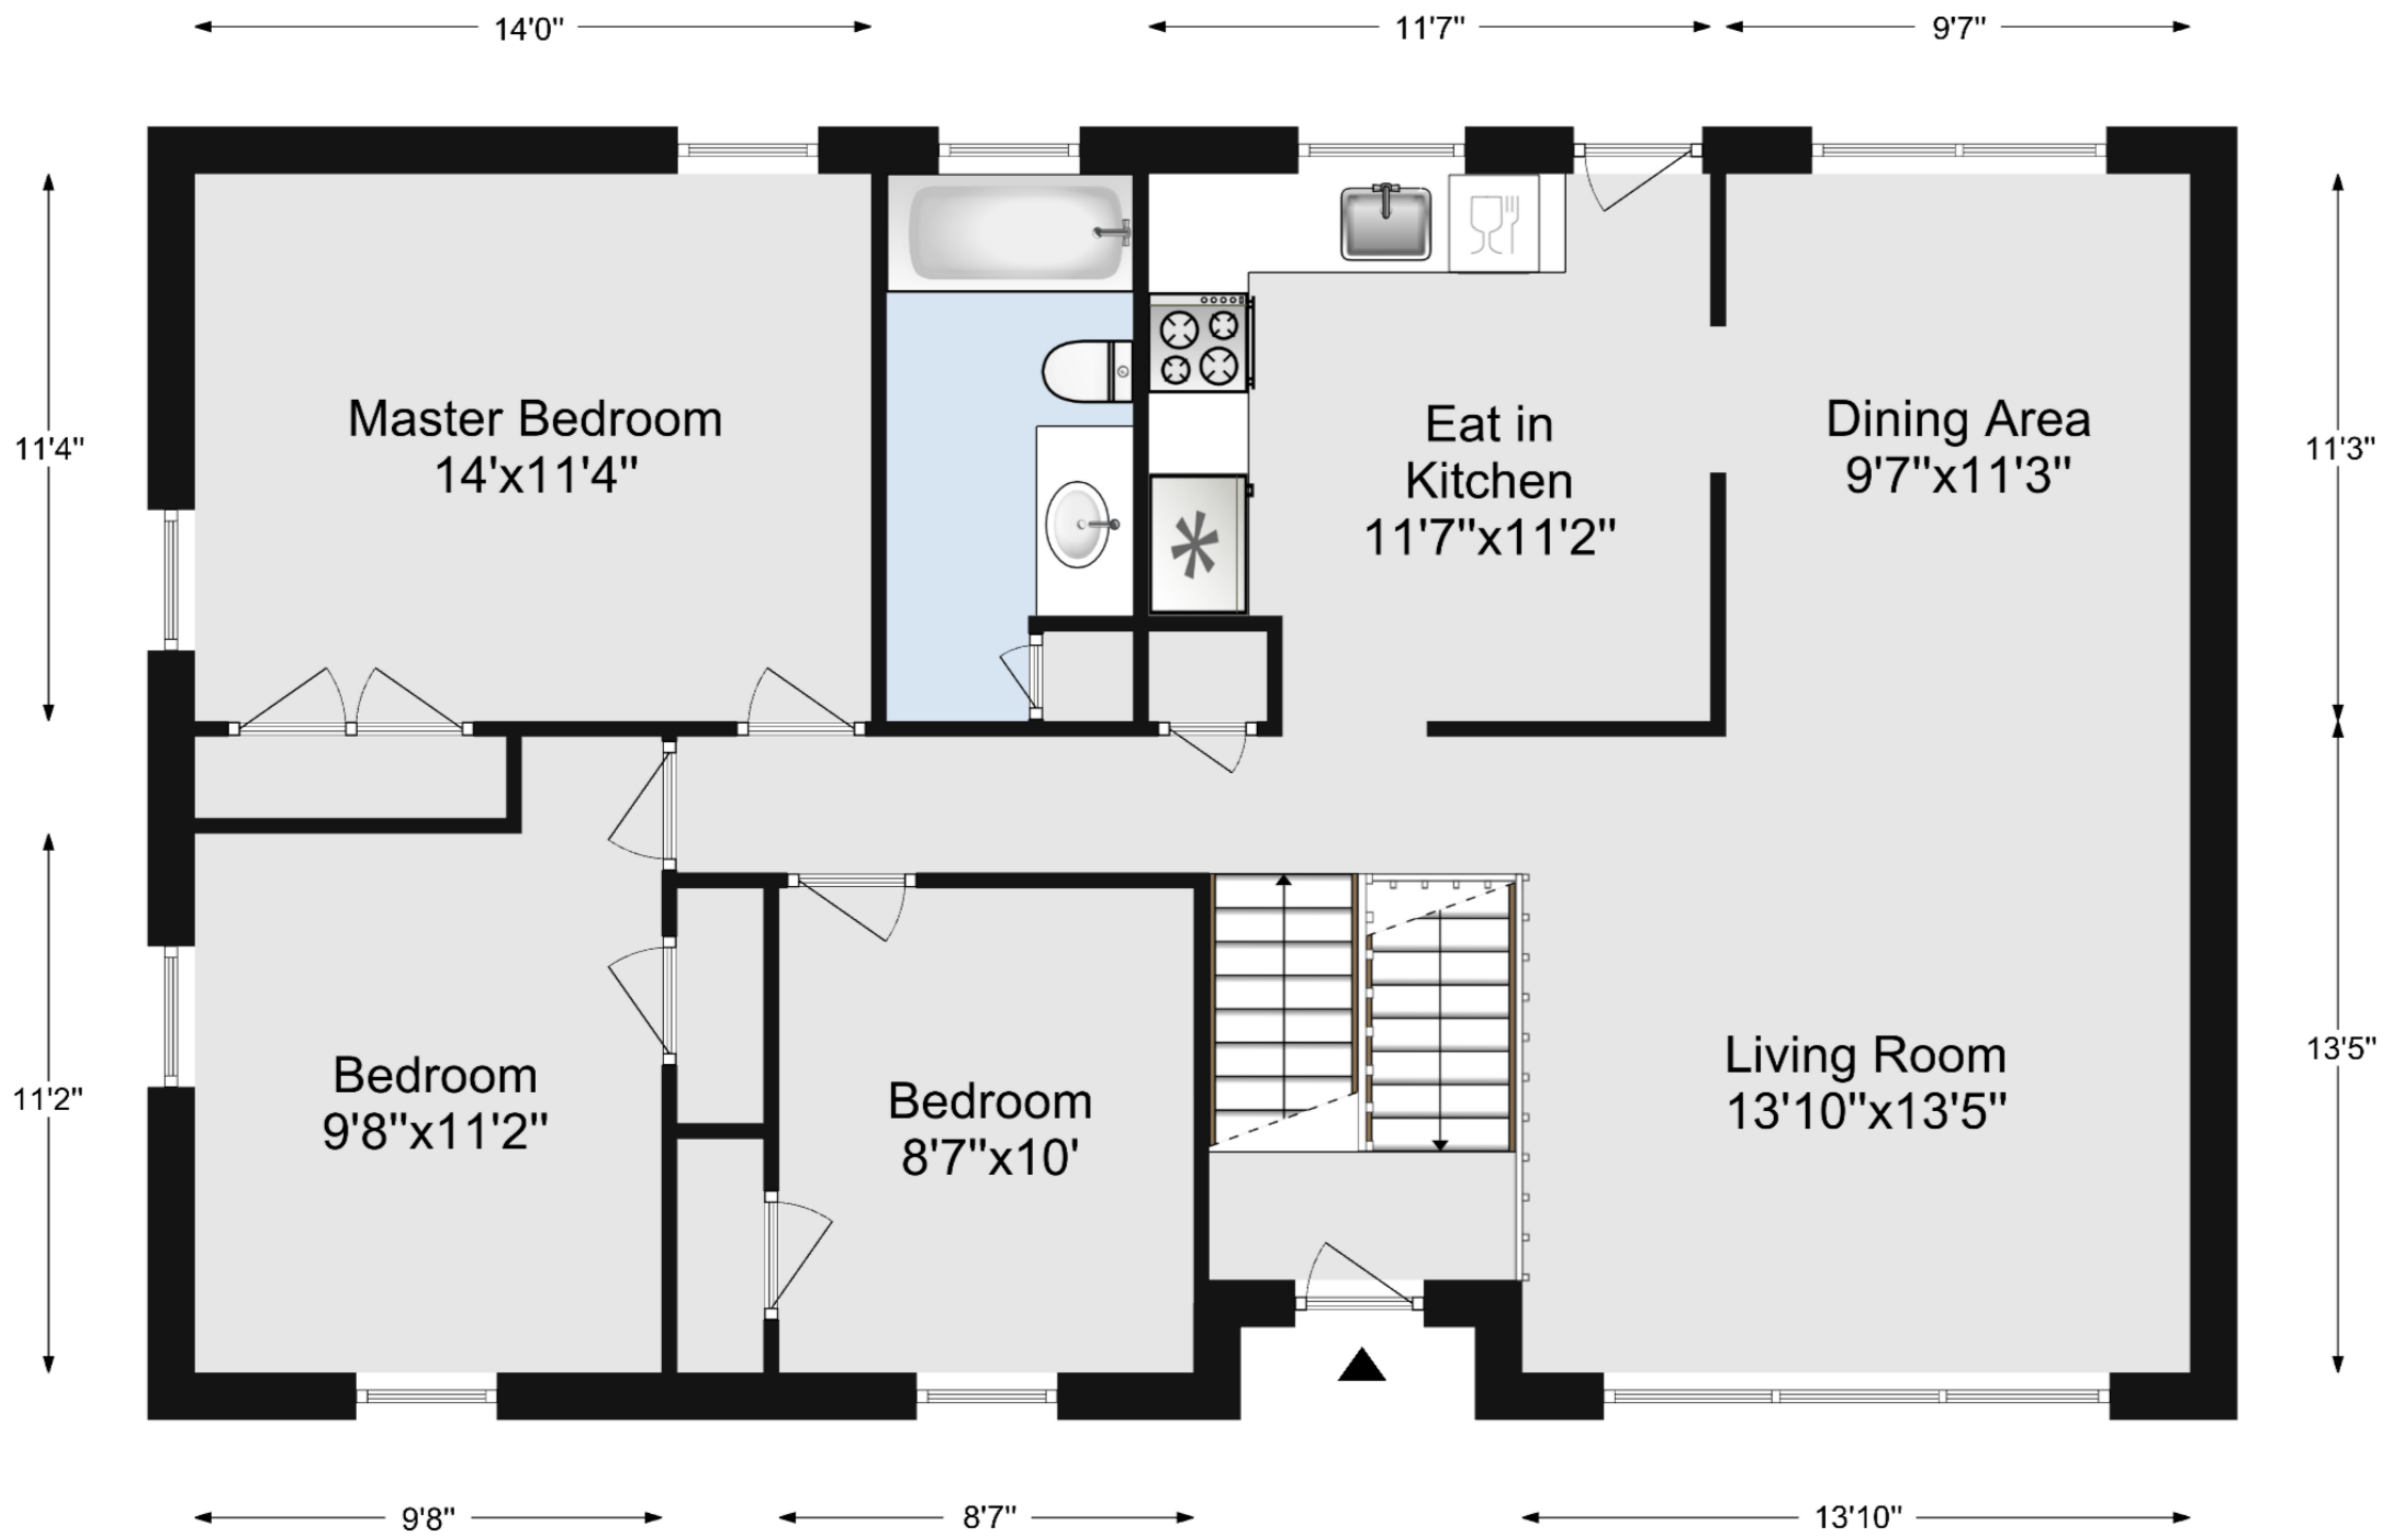 14'0"
11'7"
9'7"
Master Bedroom
14'x11'4"
Eat in
Kitchen
11'7"x11'2"
Dining Area
9'7"x11'3"
11'4"
11'3"
Bedroom
9'8"x11'2"
Bedroom
8'7"x10'
Living Room
13'10"x13'5"
11'2"
13'5"
9'8"
8'7"
13'10"